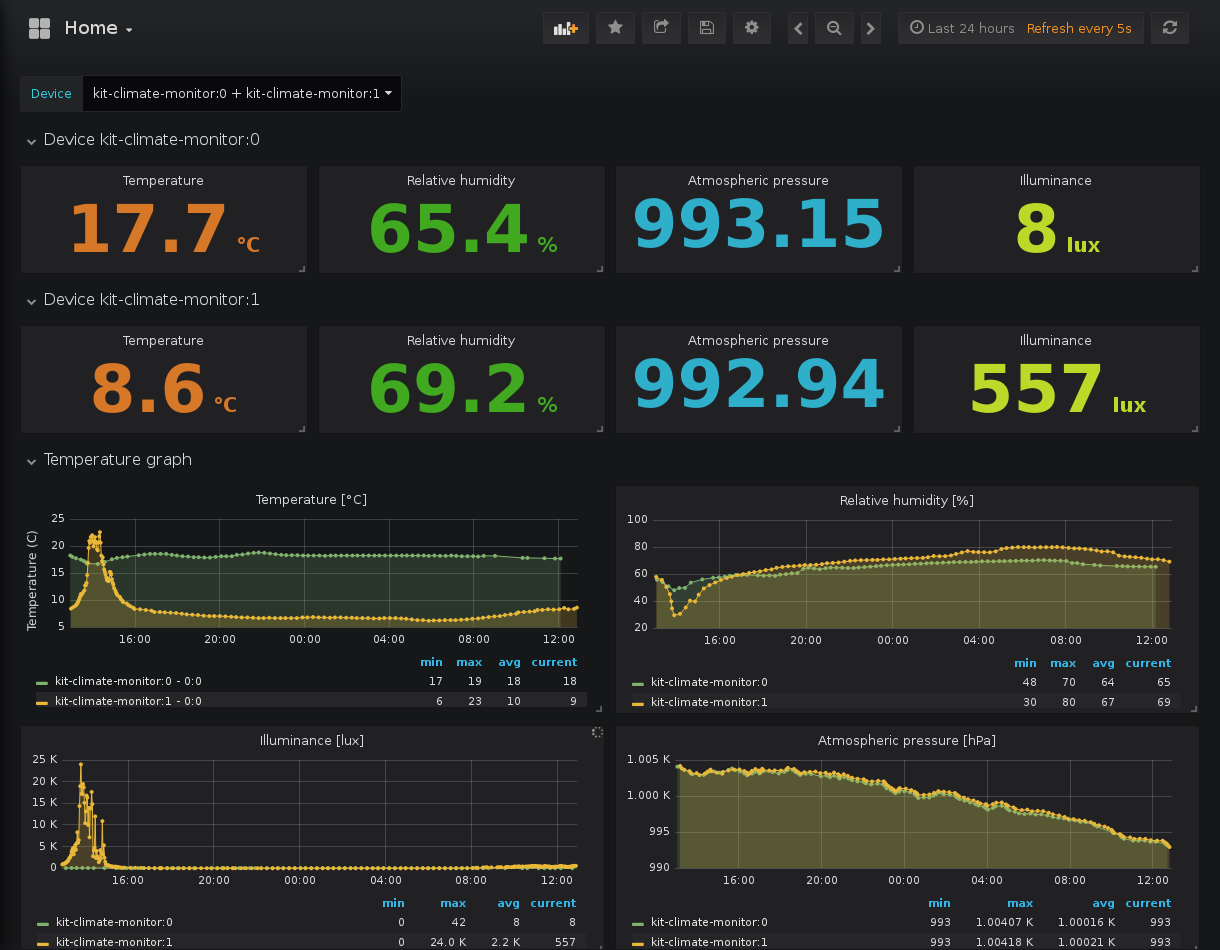 Home
Last 24 hours Refresh every 5s
Device kit-climate-monitor:0 + kit-climate-monitor:1
Device kit-climate-monitor:0
Temperature Relative humidity Atmospheric pressure Illuminance
17.7 °C 65.4 % 993.15 8 lux
Device kit-climate-monitor:1
Temperature Relative humidity Atmospheric pressure Illuminance
8.6 °C 69.2 % 992.94 557 lux
Temperature graph
Temperature [°C]
Temperature (C)
25
20
15
10
5
16:00 20:00 00:00 04:00 08:00 12:00
min max avg current
kit-climate-monitor:0 - 0:0 17 19 18 18
kit-climate-monitor:1 - 0:0 6 23 10 9
Relative humidity [%]
100
80
60
40
20
16:00 20:00 00:00 04:00 08:00 12:00
min max avg current
kit-climate-monitor:0 48 70 64 65
kit-climate-monitor:1 30 80 67 69
Illuminance [lux]
25 K
20 K
15 K
10 K
5 K
0
16:00 20:00 00:00 04:00 08:00 12:00
min max avg current
kit-climate-monitor:0 0 42 8 8
kit-climate-monitor:1 0 24.0 K 2.2 K 557
Atmospheric pressure [hPa]
1.005 K
1.000 K
995
990
16:00 20:00 00:00 04:00 08:00 12:00
min max avg current
kit-climate-monitor:0 993 1.00407 K 1.00016 K 993
kit-climate-monitor:1 993 1.00418 K 1.00021 K 993